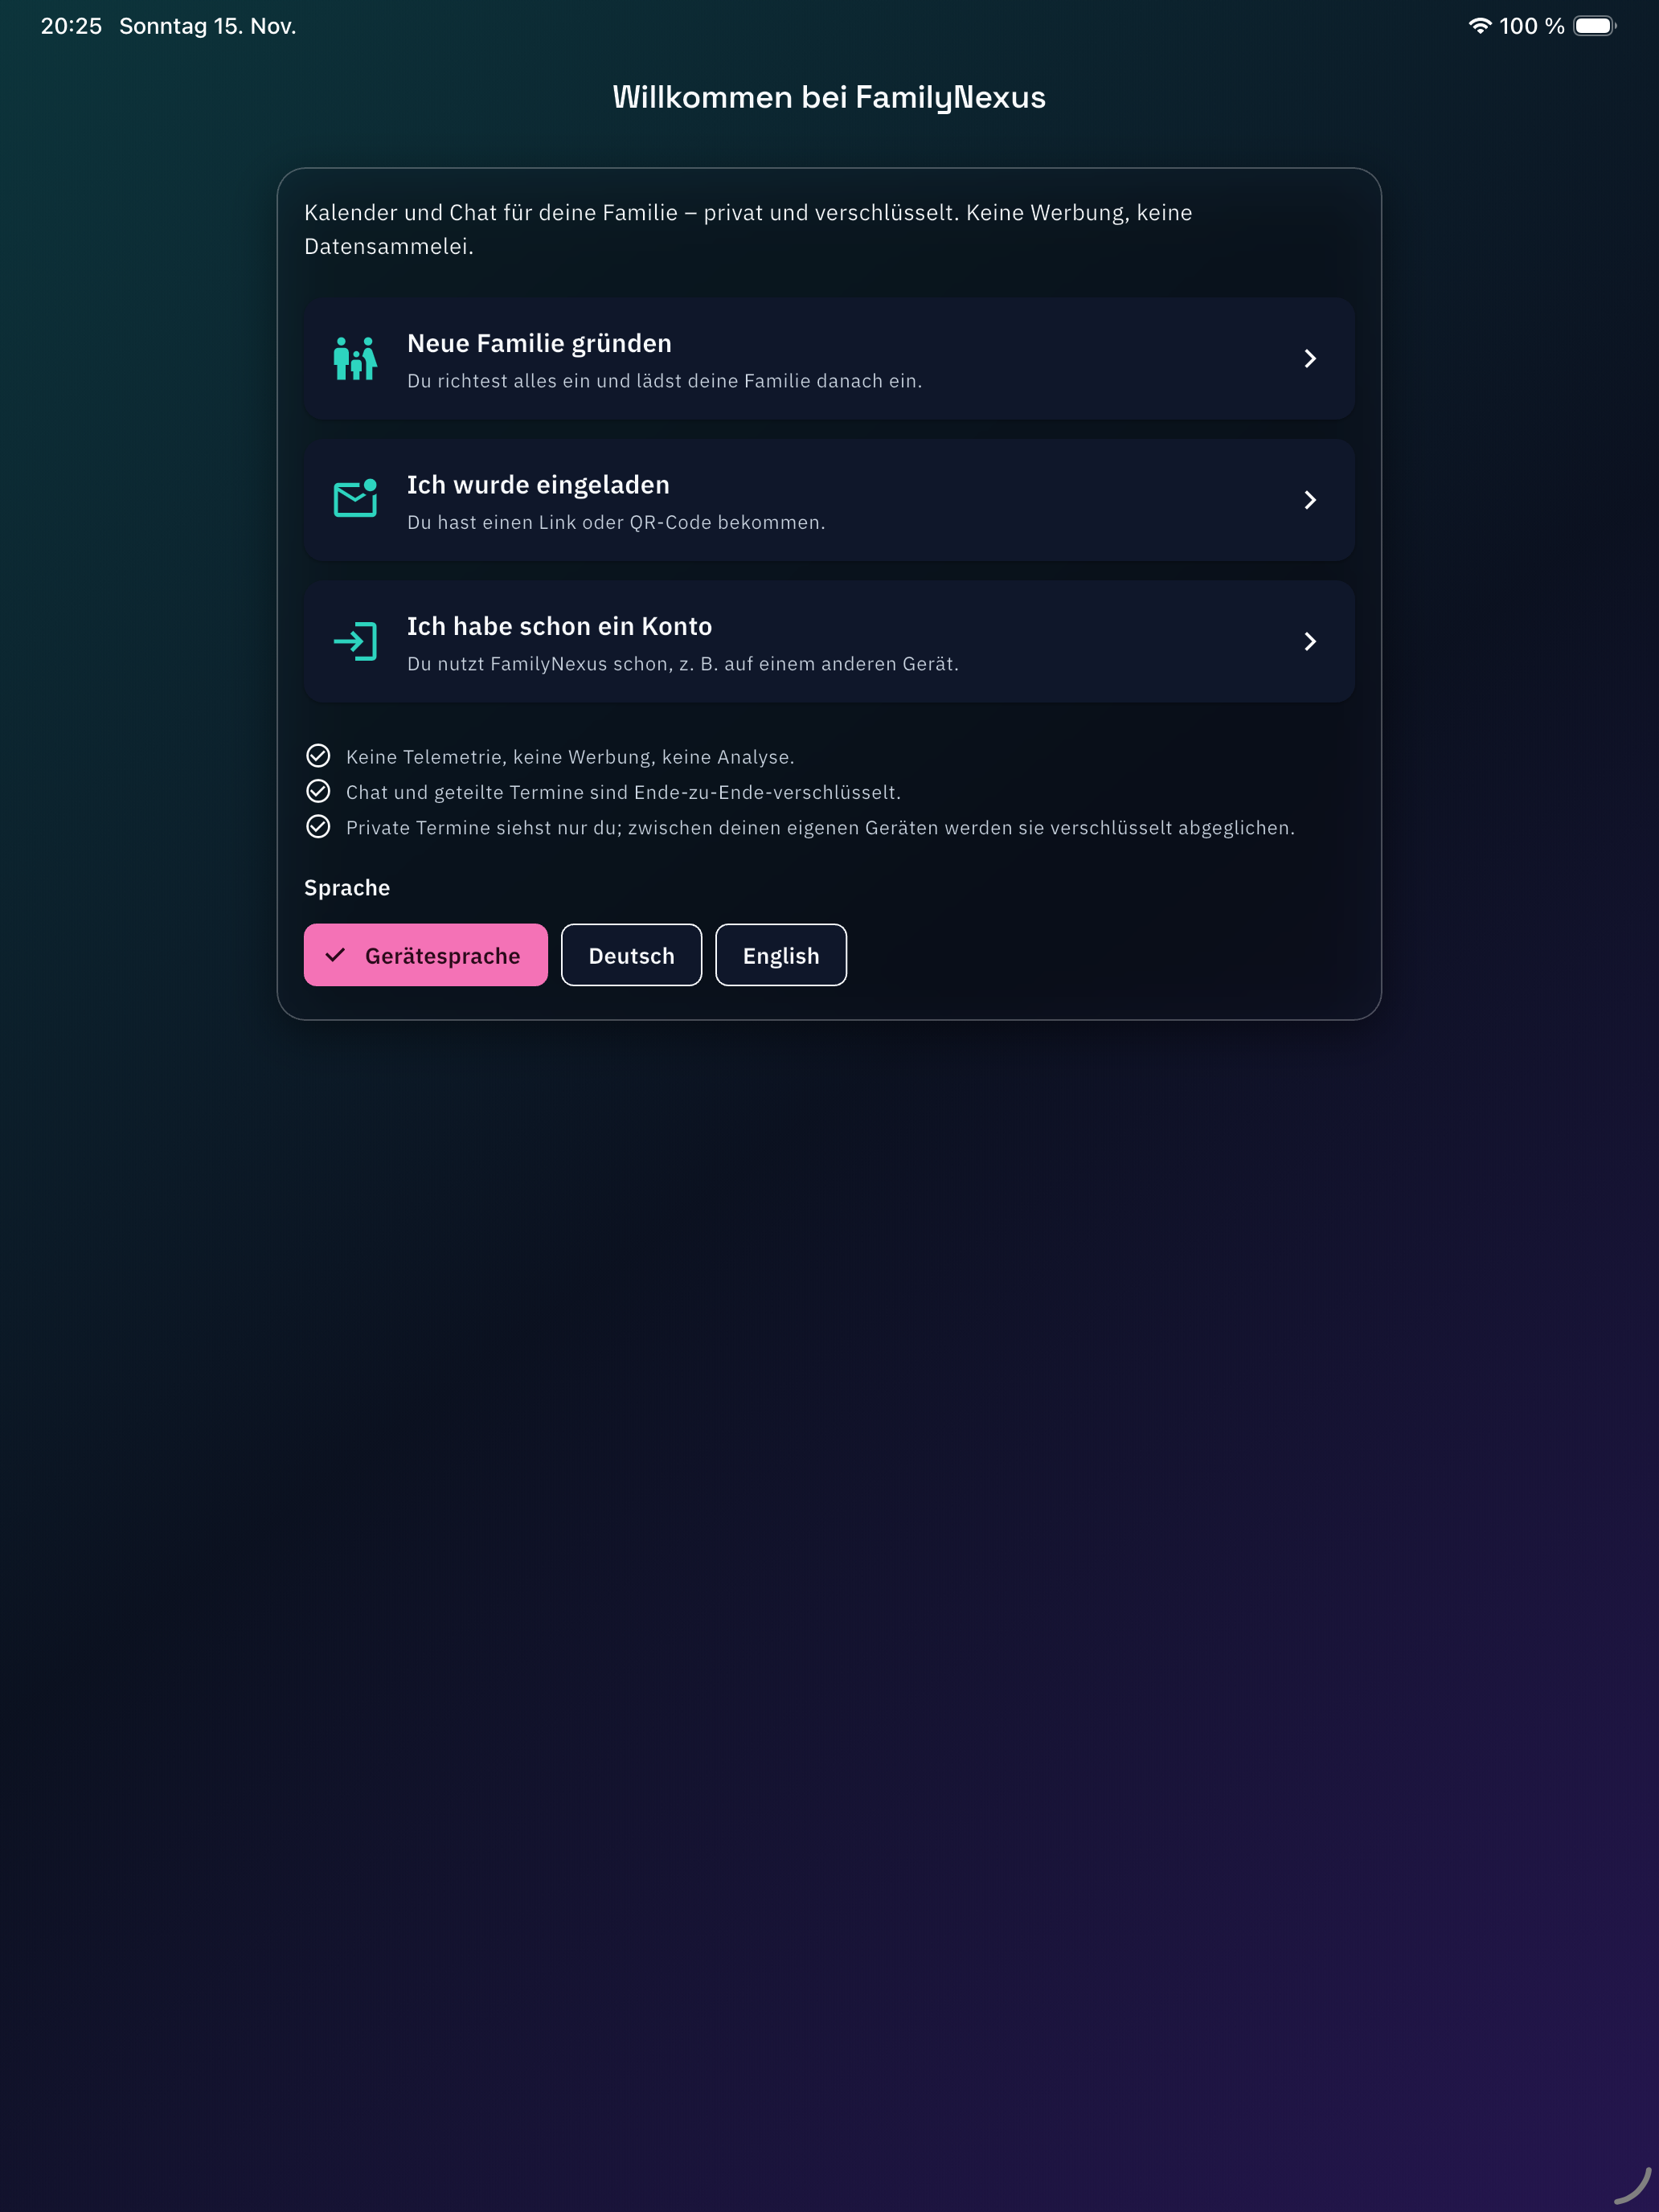 20:25 Sonntag 15. Nov.
100 %
Willkommen bei FamilyNexus
Kalender und Chat für deine Familie – privat und verschlüsselt. Keine Werbung, keine
Datensammelei.
Neue Familie gründen
Du richtest alles ein und lädst deine Familie danach ein.
Ich wurde eingeladen
Du hast einen Link oder QR-Code bekommen.
Ich habe schon ein Konto
Du nutzt FamilyNexus schon, z. B. auf einem anderen Gerät.
Keine Telemetrie, keine Werbung, keine Analyse.
Chat und geteilte Termine sind Ende-zu-Ende-verschlüsselt.
Private Termine siehst nur du; zwischen deinen eigenen Geräten werden sie verschlüsselt abgeglichen.
Sprache
Gerätesprache
Deutsch
English